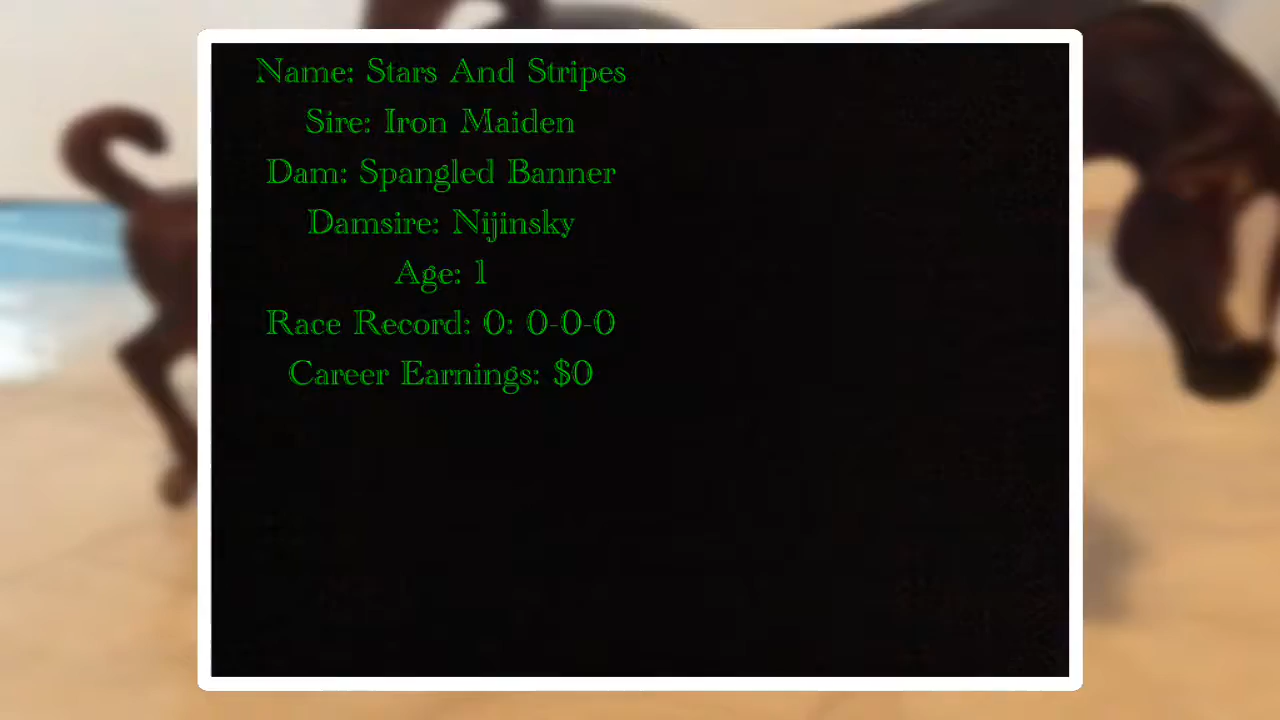 Name: Stars And Stripes
Sire: Iron Maiden
Dam: Spangled Banner
Damsire: Nijinsky
Age: 1
Race Record: 0: 0-0-0
Career Earnings: $0